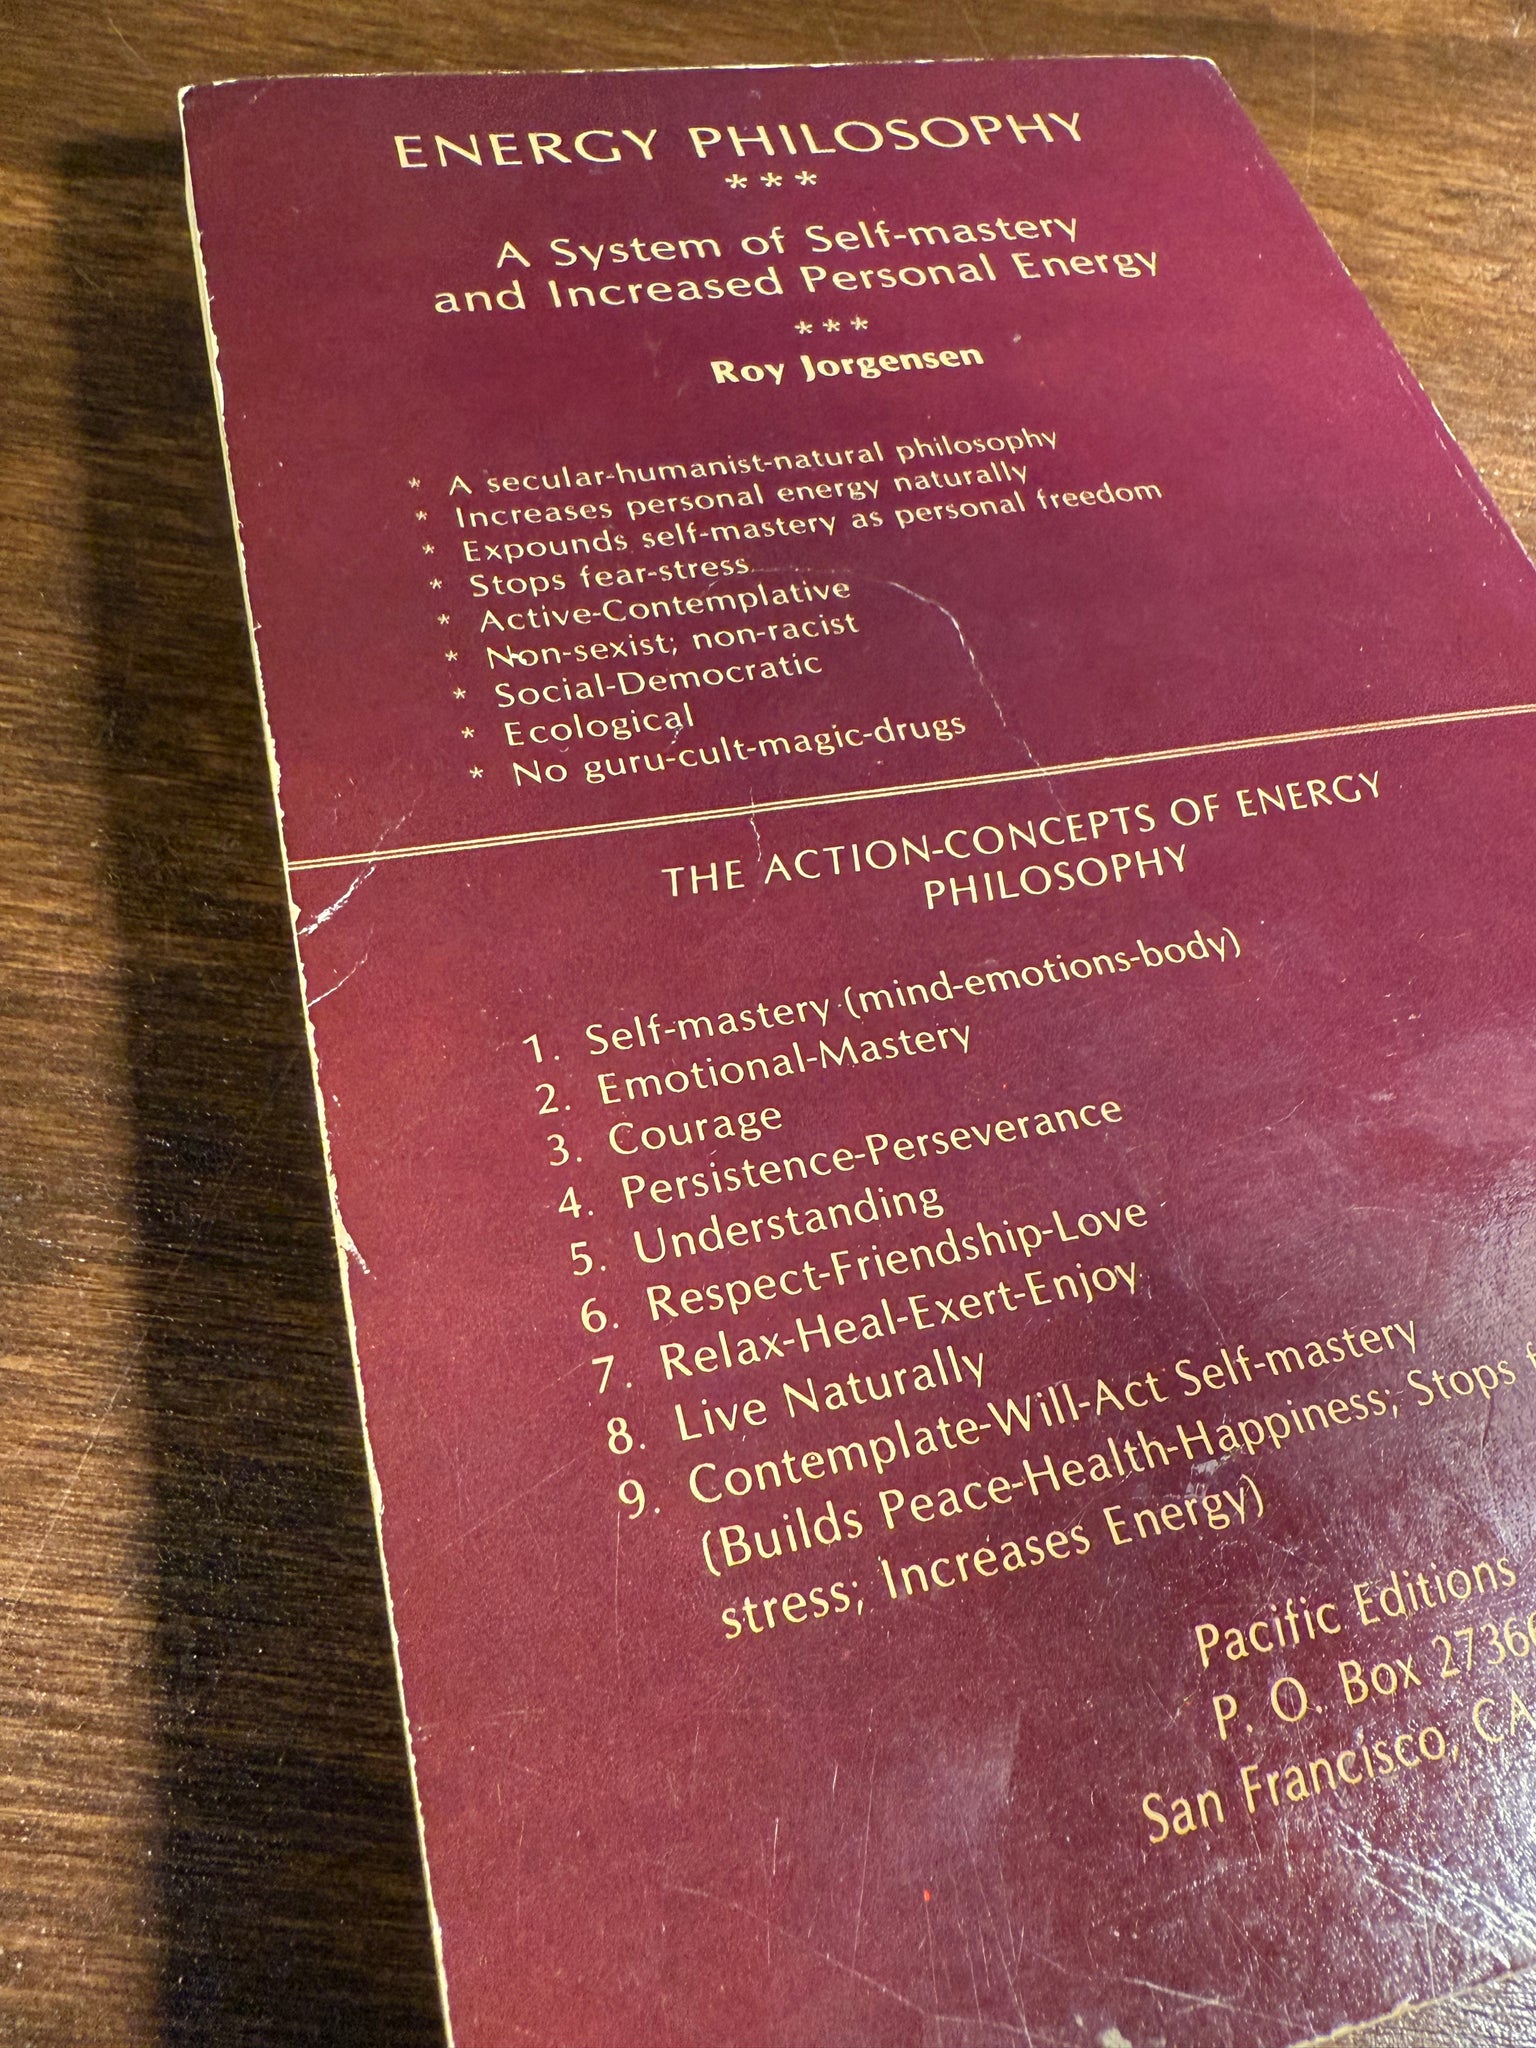 ENERGY PHILOSOPHY
* * *
A System of Self-mastery
and Increased Personal Energy
* * *
Roy Jorgensen
* A secular-humanist-natural philosophy
* Increases personal energy naturally
* Expounds self-mastery as personal freedom
* Stops fear-stress
* Active-Contemplative
* Non-sexist; non-racist
* Social-Democratic
* Ecological
* No guru-cult-magic-drugs
THE ACTION-CONCEPTS OF ENERGY
PHILOSOPHY
1. Self-mastery (mind-emotions-body)
2. Emotional-Mastery
3. Courage
4. Persistence-Perseverance
5. Understanding
6. Respect-Friendship-Love
7. Relax-Heal-Exert-Enjoy
8. Live Naturally
9. Contemplate-Will-Act Self-mastery
(Builds Peace-Health-Happiness; Stops
stress; Increases Energy)
Pacific Editions
P. O. Box
San Francisco, CA